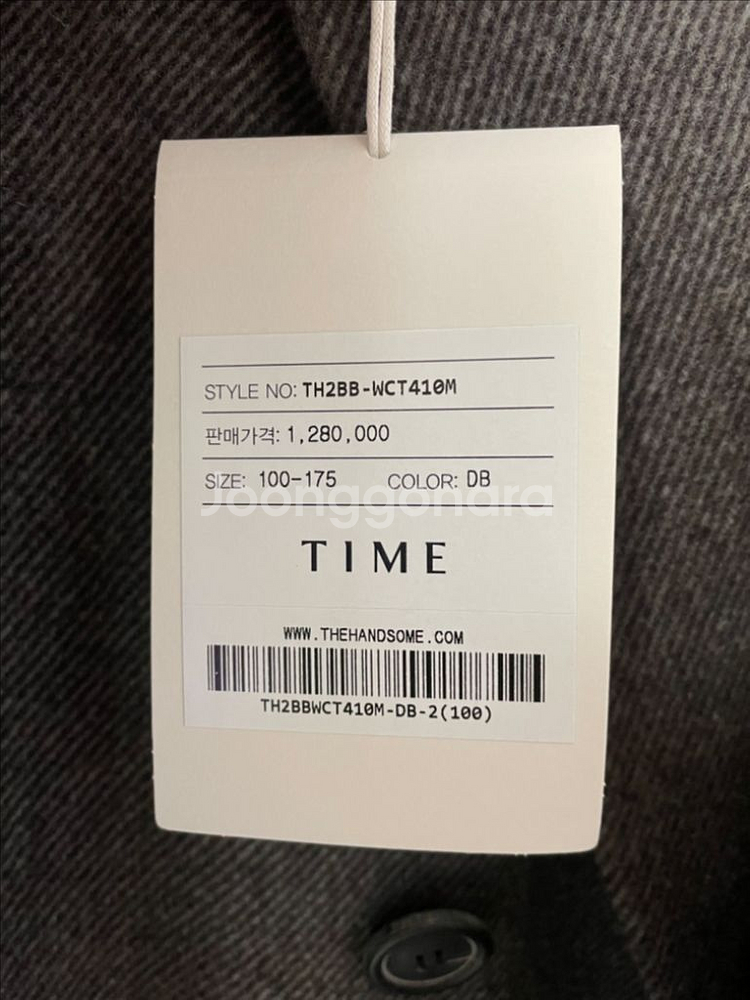 STYLE NO: TH2BB-WCT410M
판매가격: 1,280,000
SIZE: 100-175 COLOR: DB
Joonggonara
TIME
WWW.THEHANDSOME.COM
TH2BBWCT410M-DB-2(100)